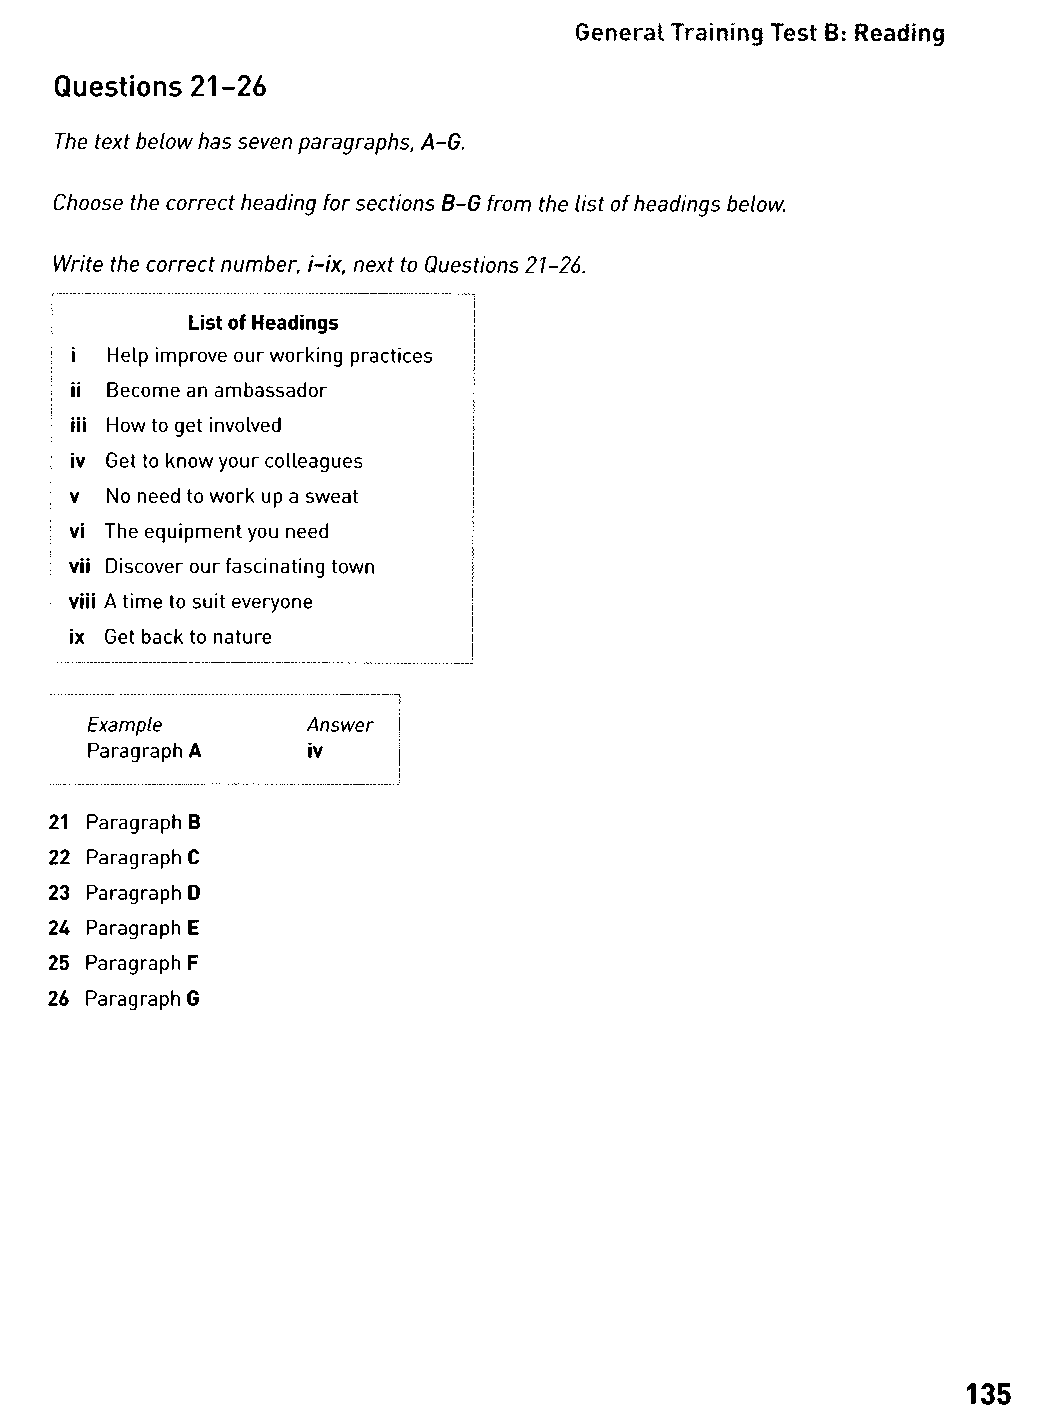 General Training Test B: Reading
Questions 21–26
The text below has seven paragraphs, A–G.
Choose the correct heading for sections B–G from the list of headings below.
Write the correct number, i–ix, next to Questions 21–26.
List of Headings
i Help improve our working practices
ii Become an ambassador
iii How to get involved
iv Get to know your colleagues
v No need to work up a sweat
vi The equipment you need
vii Discover our fascinating town
viii A time to suit everyone
ix Get back to nature
Example Answer
Paragraph A iv
21 Paragraph B
22 Paragraph C
23 Paragraph D
24 Paragraph E
25 Paragraph F
26 Paragraph G
135